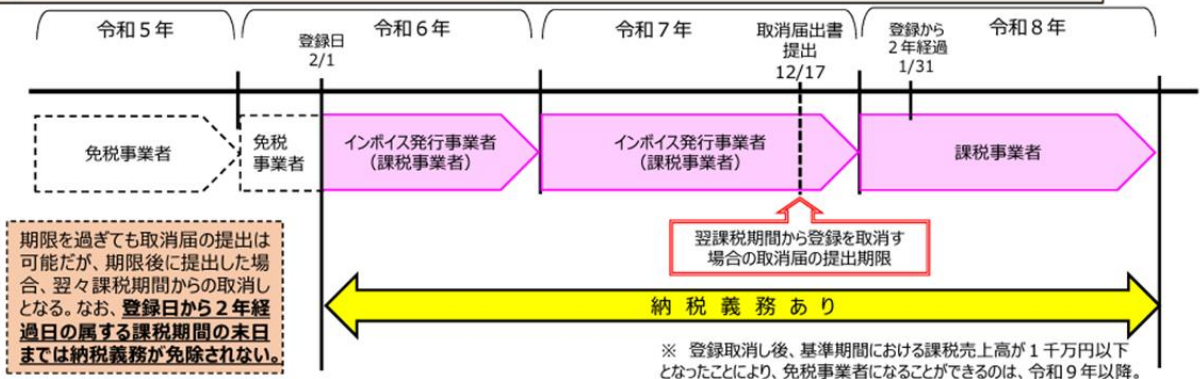 令和５年
令和６年
令和７年
令和８年
登録日
2/1
取消届出書
提出
12/17
登録から
２年経過
1/31
免税事業者
免税
事業者
インボイス発行事業者
（課税事業者）
インボイス発行事業者
（課税事業者）
課税事業者
翌課税期間から登録を取消す
場合の取消届の提出期限
期限を過ぎても取消届の提出は
可能だが、期限後に提出した場
合、翌々課税期間からの取消し
となる。なお、登録日から２年経
過日の属する課税期間の末日
までは納税義務が免除されない。
納税義務あり
※　登録取消し後、基準期間における課税売上高が１千万円以下
となったことにより、免税事業者になることができるのは、令和９年以降。